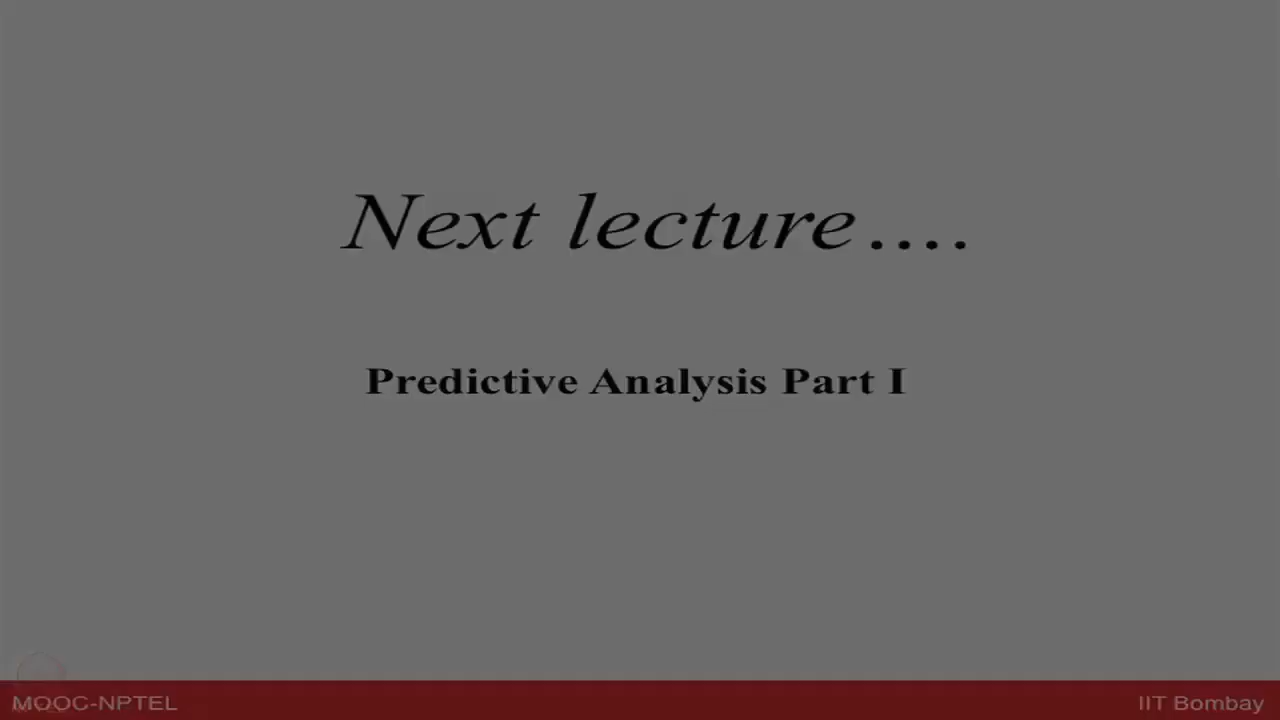 Next lecture....
Predictive Analysis Part I
MOOC-NPTEL
IIT Bombay